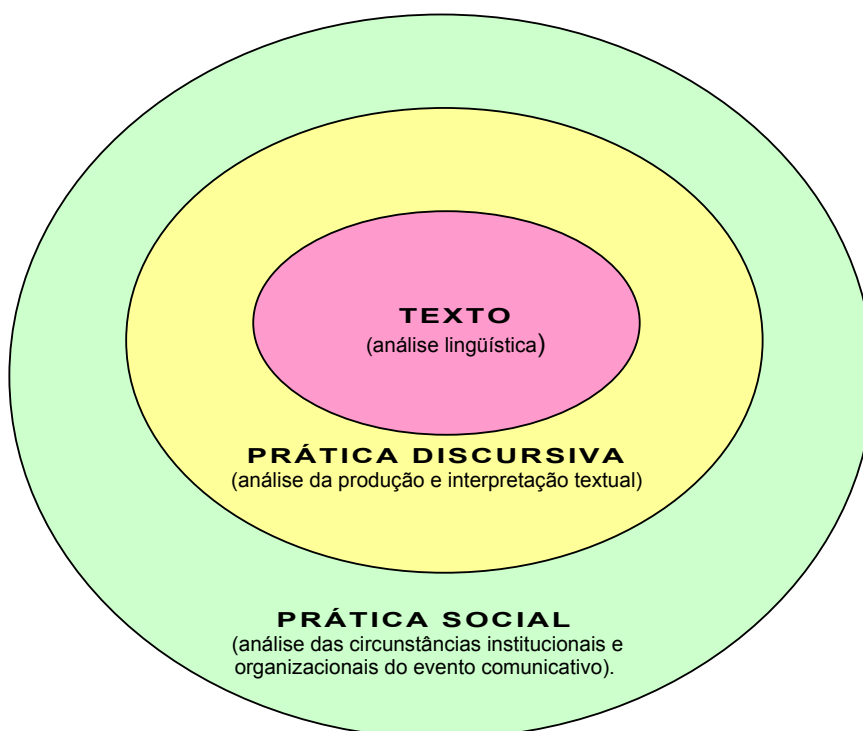 TEXTO
(análise lingüística)
PRÁTICA DISCURSIVA
(análise da produção e interpretação textual)
PRÁTICA SOCIAL
(análise das circunstâncias institucionais e
organizacionais do evento comunicativo).